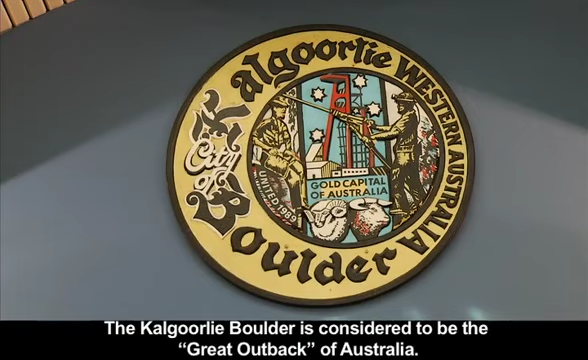 City of
Kalgoorlie
Boulder
WESTERN AUSTRALIA
UNITED 1989
GOLD CAPITAL
OF AUSTRALIA
The Kalgoorlie Boulder is considered to be the
“Great Outback” of Australia.